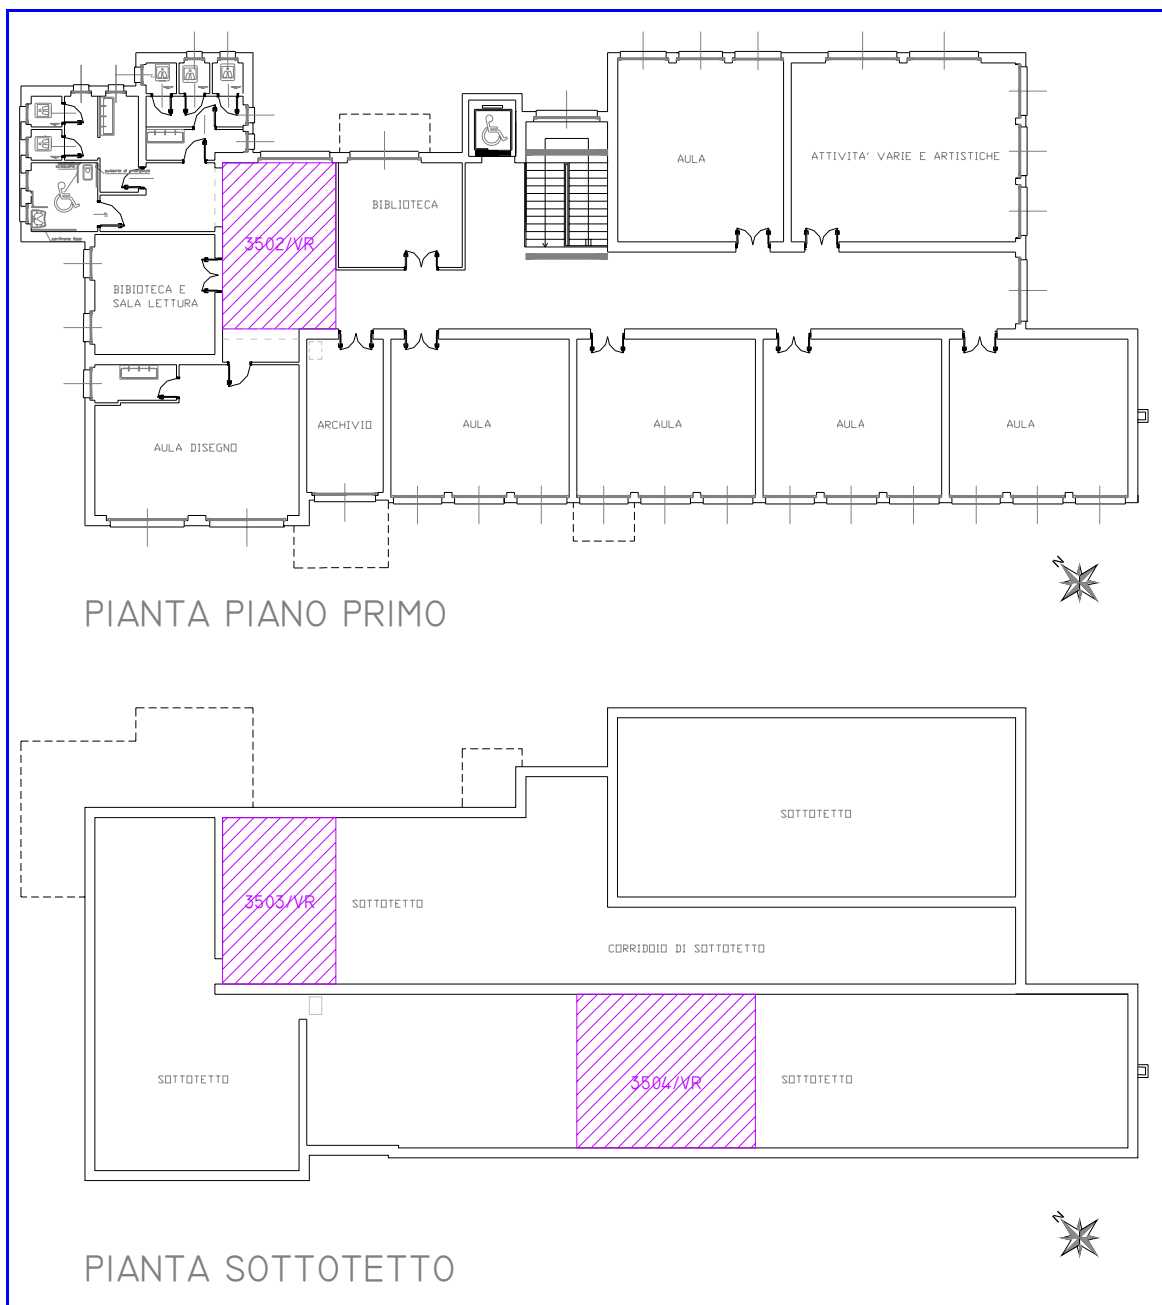 AULA
ATTIVITA' VARIE E ARTISTICHE
BIBLIOTECA
3502/VR
BIBIOTECA E
SALA LETTURA
ARCHIVIO
AULA
AULA
AULA
AULA
AULA DISEGNO
N
PIANTA PIANO PRIMO
SOTTOTETTO
3503/VR
SOTTOTETTO
CORRIDOIO DI SOTTOTETTO
SOTTOTETTO
3504/VR
SOTTOTETTO
N
PIANTA SOTTOTETTO